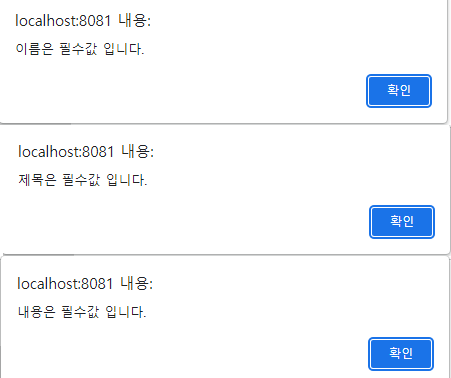 localhost:8081 내용:
이름은 필수값 입니다.
확인
localhost:8081 내용:
제목은 필수값 입니다.
확인
localhost:8081 내용:
내용은 필수값 입니다.
확인